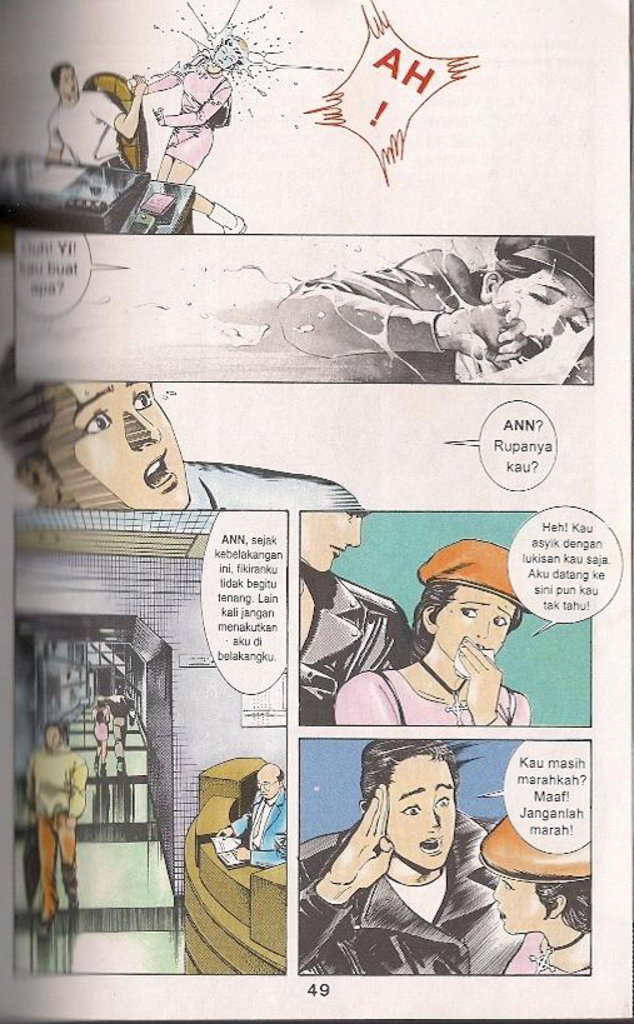 AH
!
YI!
kau buat
apa?
ANN?
Rupanya
kau?
ANN, sejak
kebelakangan
ini, fikiranku
tidak begitu
tenang. Lain
kali jangan
menakutkan
aku di
belakangku.
Heh! Kau
asyik dengan
lukisan kau saja.
Aku datang ke
sini pun kau
tak tahu!
Kau masih
marahkah?
Maaf!
Janganlah
marah!
49